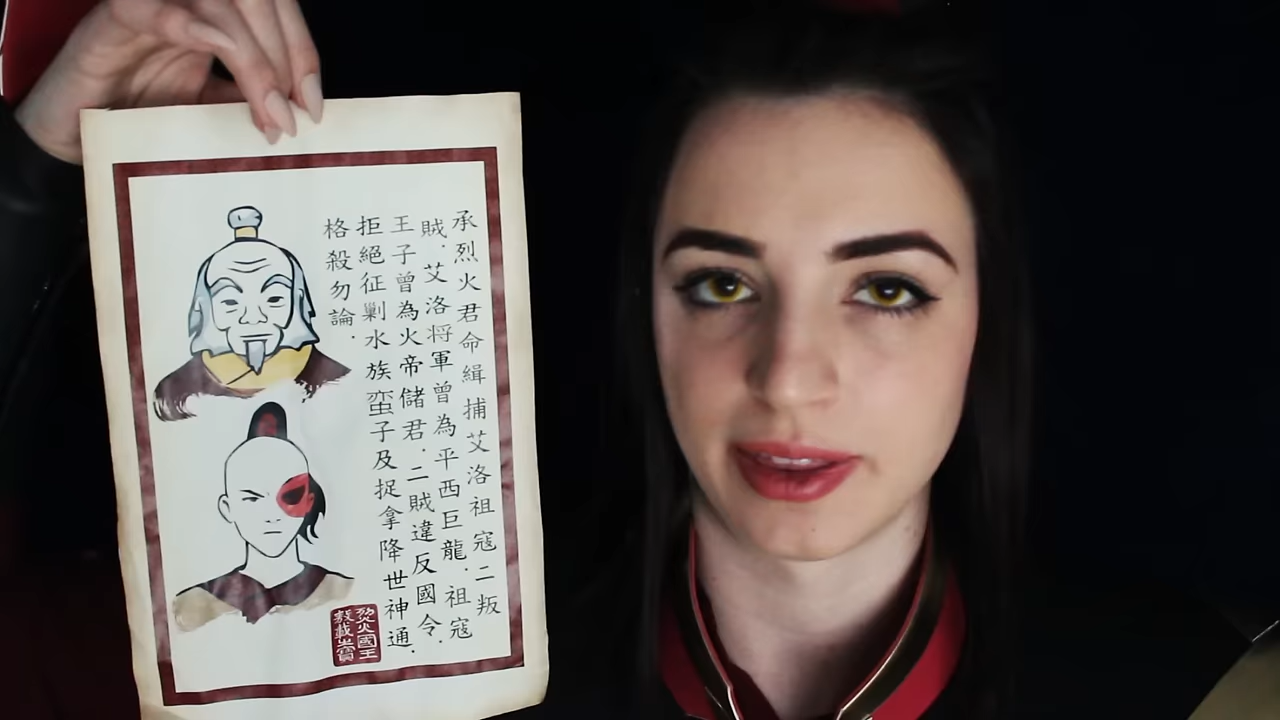 承烈火君命緝捕艾洛祖寇二叛
賊．艾洛将軍曾為平西巨龍．祖寇
王子曾為火帝儲君．二賊違反國令．
拒絕征剿水族蛮子及捉拿降世神通．
格殺勿論．